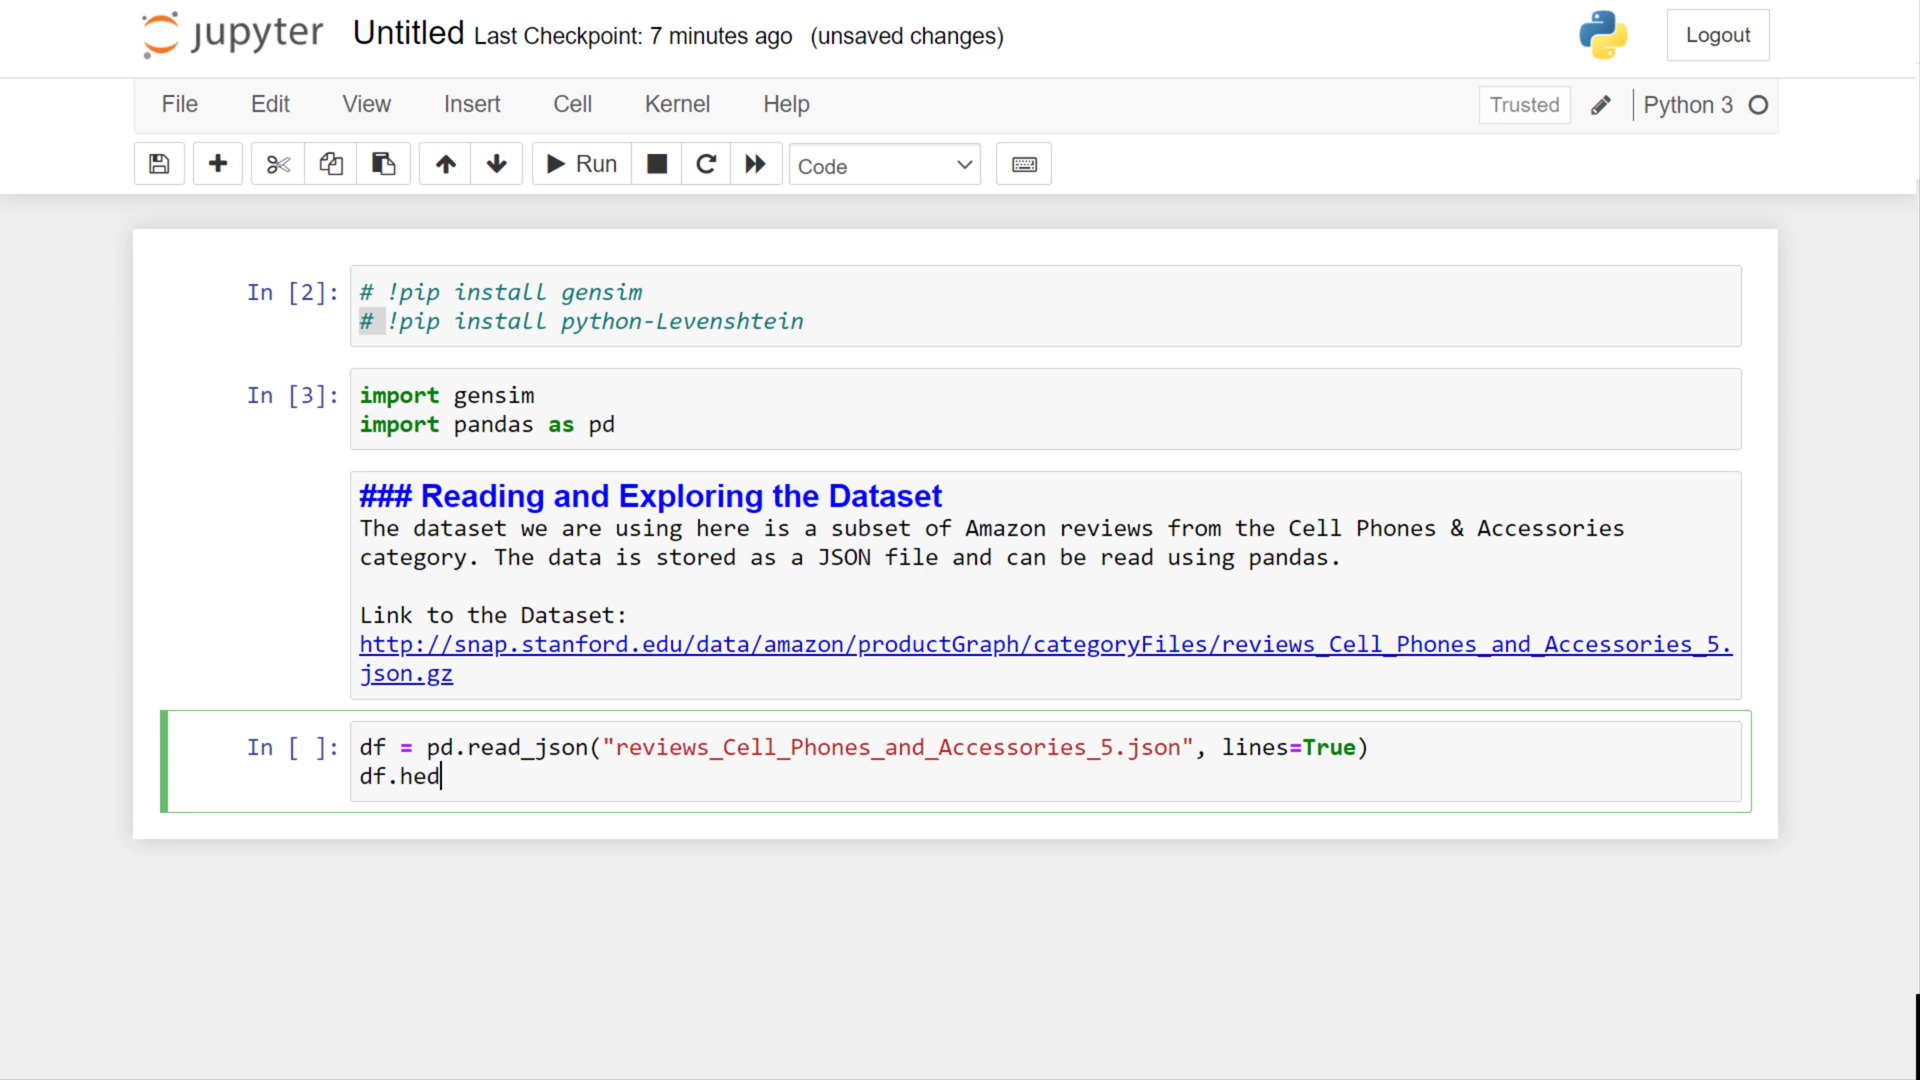 jupyter Untitled Last Checkpoint: 7 minutes ago (unsaved changes) Logout
File Edit View Insert Cell Kernel Help Trusted Python 3
Run Code
In [2]: # !pip install gensim
# !pip install python-Levenshtein
In [3]: import gensim
import pandas as pd
### Reading and Exploring the Dataset
The dataset we are using here is a subset of Amazon reviews from the Cell Phones & Accessories
category. The data is stored as a JSON file and can be read using pandas.
Link to the Dataset:
http://snap.stanford.edu/data/amazon/productGraph/categoryFiles/reviews_Cell_Phones_and_Accessories_5.
json.gz
In [ ]: df = pd.read_json("reviews_Cell_Phones_and_Accessories_5.json", lines=True)
df.hed